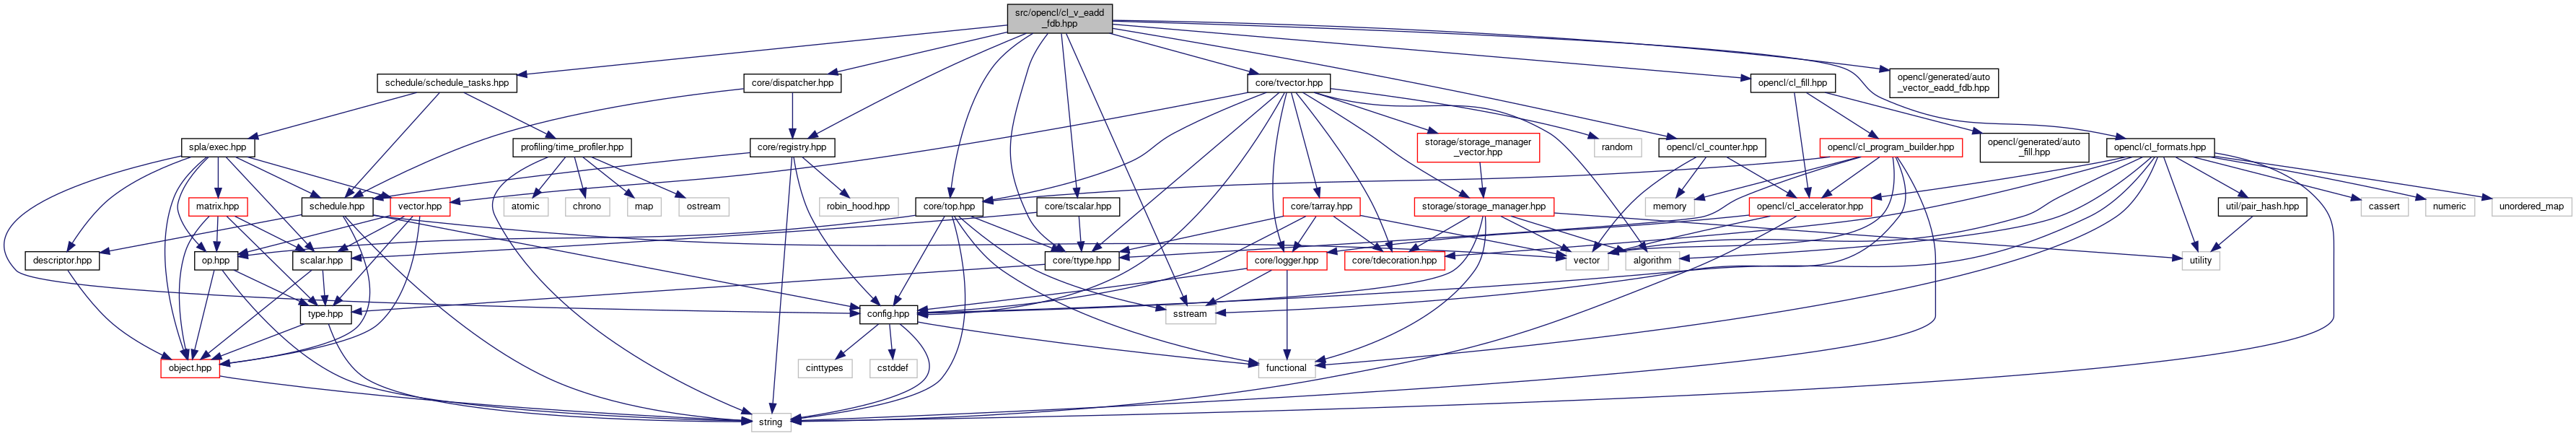 src/opencl/cl_v_eadd
_fdb.hpp
schedule/schedule_tasks.hpp
core/dispatcher.hpp
core/tvector.hpp
opencl/cl_fill.hpp
opencl/generated/auto
_vector_eadd_fdb.hpp
spla/exec.hpp
profiling/time_profiler.hpp
core/registry.hpp
storage/storage_manager
_vector.hpp
random
opencl/cl_counter.hpp
opencl/cl_program_builder.hpp
opencl/generated/auto
_fill.hpp
opencl/cl_formats.hpp
matrix.hpp
vector.hpp
schedule.hpp
atomic
chrono
map
ostream
robin_hood.hpp
core/top.hpp
core/tscalar.hpp
core/tarray.hpp
storage/storage_manager.hpp
memory
opencl/cl_accelerator.hpp
util/pair_hash.hpp
cassert
numeric
unordered_map
descriptor.hpp
op.hpp
scalar.hpp
core/ttype.hpp
core/logger.hpp
core/tdecoration.hpp
vector
algorithm
utility
type.hpp
config.hpp
sstream
object.hpp
cinttypes
cstddef
functional
string